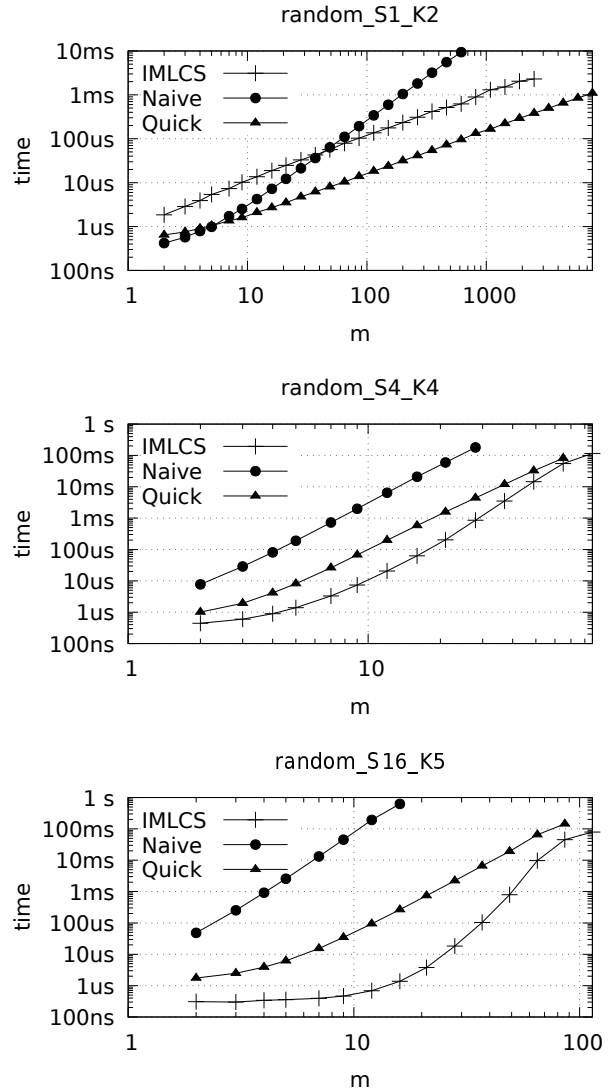 random_S1_K2
10ms
1ms
100us
10us
1us
100ns
time
IMLCS
Naive
Quick
1 10 100 1000
m
random_S4_K4
1 s
100ms
10ms
1ms
100us
10us
1us
100ns
time
IMLCS
Naive
Quick
1 10
m
random_S16_K5
1 s
100ms
10ms
1ms
100us
10us
1us
100ns
time
IMLCS
Naive
Quick
1 10 100
m